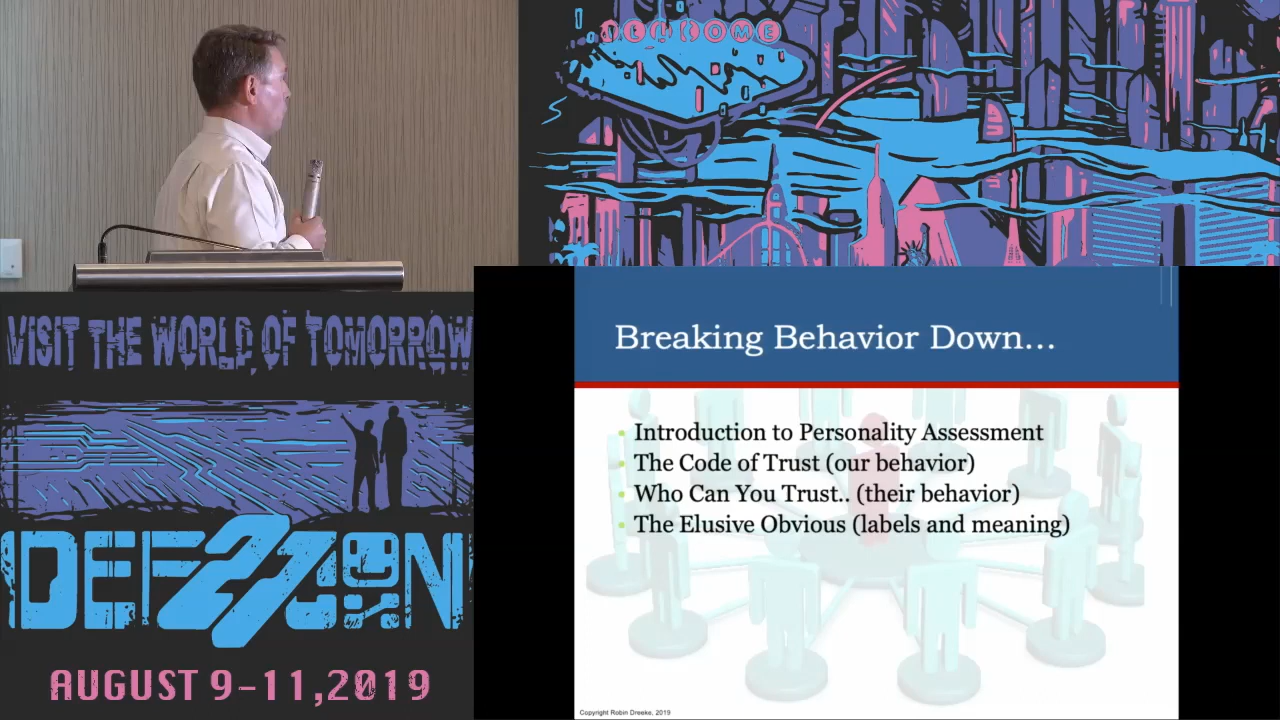 WELCOME
VISIT THE WORLD OF TOMORROW
DEF27CON
AUGUST 9-11,2019
Breaking Behavior Down...
Introduction to Personality Assessment
The Code of Trust (our behavior)
Who Can You Trust.. (their behavior)
The Elusive Obvious (labels and meaning)
Copyright Robin Dreeke, 2019